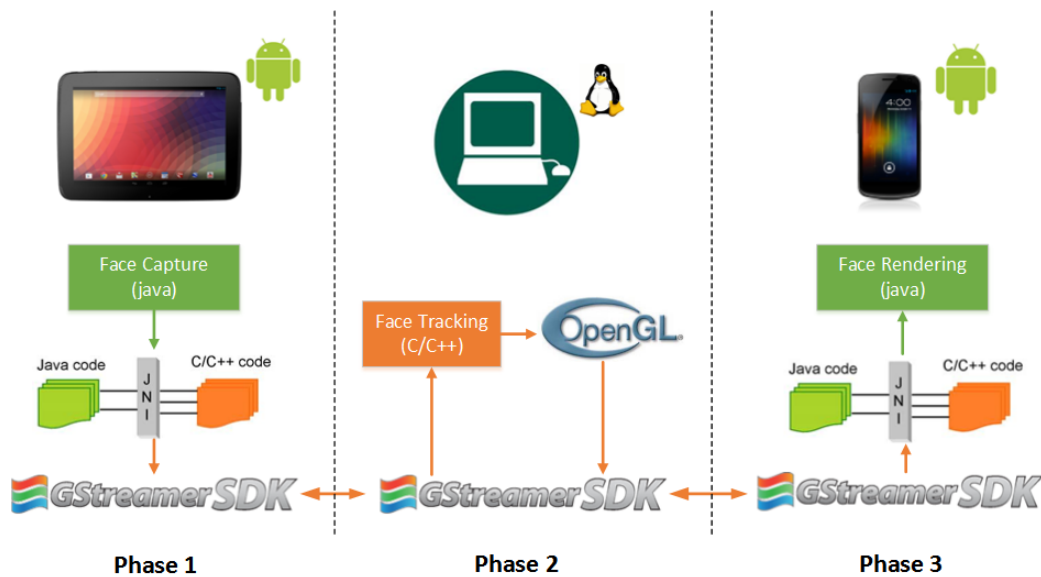 4:00
Face Capture
(java)
Java code
C/C++ code
J
N
I
GStreamer SDK
Phase 1
Face Tracking
(C/C++)
OpenGL
GStreamer SDK
Phase 2
Face Rendering
(java)
Java code
C/C++ code
J
N
I
GStreamer SDK
Phase 3